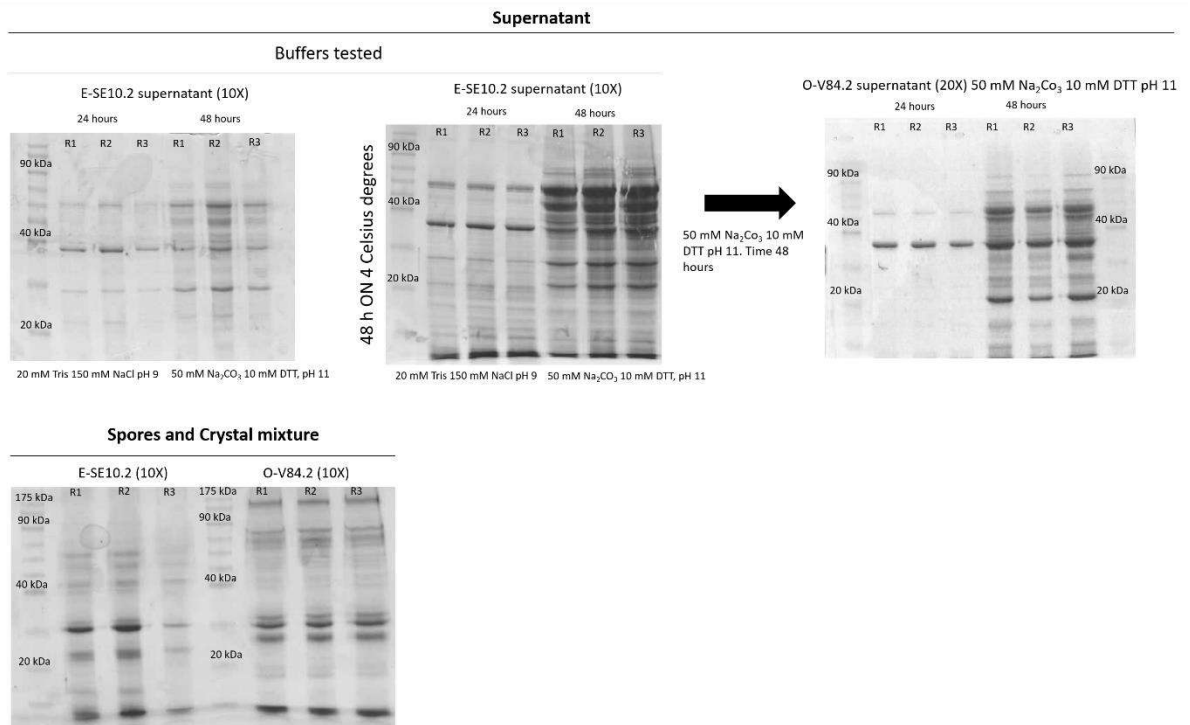 Supernatant
Buffers tested
E-SE10.2 supernatant (10X)
24 hours 48 hours
R1 R2 R3 R1 R2 R3
90 kDa
40 kDa
20 kDa
20 mM Tris 150 mM NaCl pH 9 50 mM Na₂CO₃ 10 mM DTT, pH 11
48 h ON 4 Celsius degrees
E-SE10.2 supernatant (10X)
24 hours 48 hours
R1 R2 R3 R1 R2 R3
90 kDa
40 kDa
20 kDa
20 mM Tris 150 mM NaCl pH 9 50 mM Na₂CO₃ 10 mM DTT, pH 11
50 mM Na₂Co₃ 10 mM
DTT pH 11. Time 48
hours
O-V84.2 supernatant (20X) 50 mM Na₂Co₃ 10 mM DTT pH 11
24 hours 48 hours
R1 R2 R3 R1 R2 R3
90 kDa 90 kDa
40 kDa 40 kDa
20 kDa 20 kDa
Spores and Crystal mixture
E-SE10.2 (10X) O-V84.2 (10X)
175 kDa R1 R2 R3 175 kDa R1 R2 R3
90 kDa 90 kDa
40 kDa 40 kDa
20 kDa 20 kDa